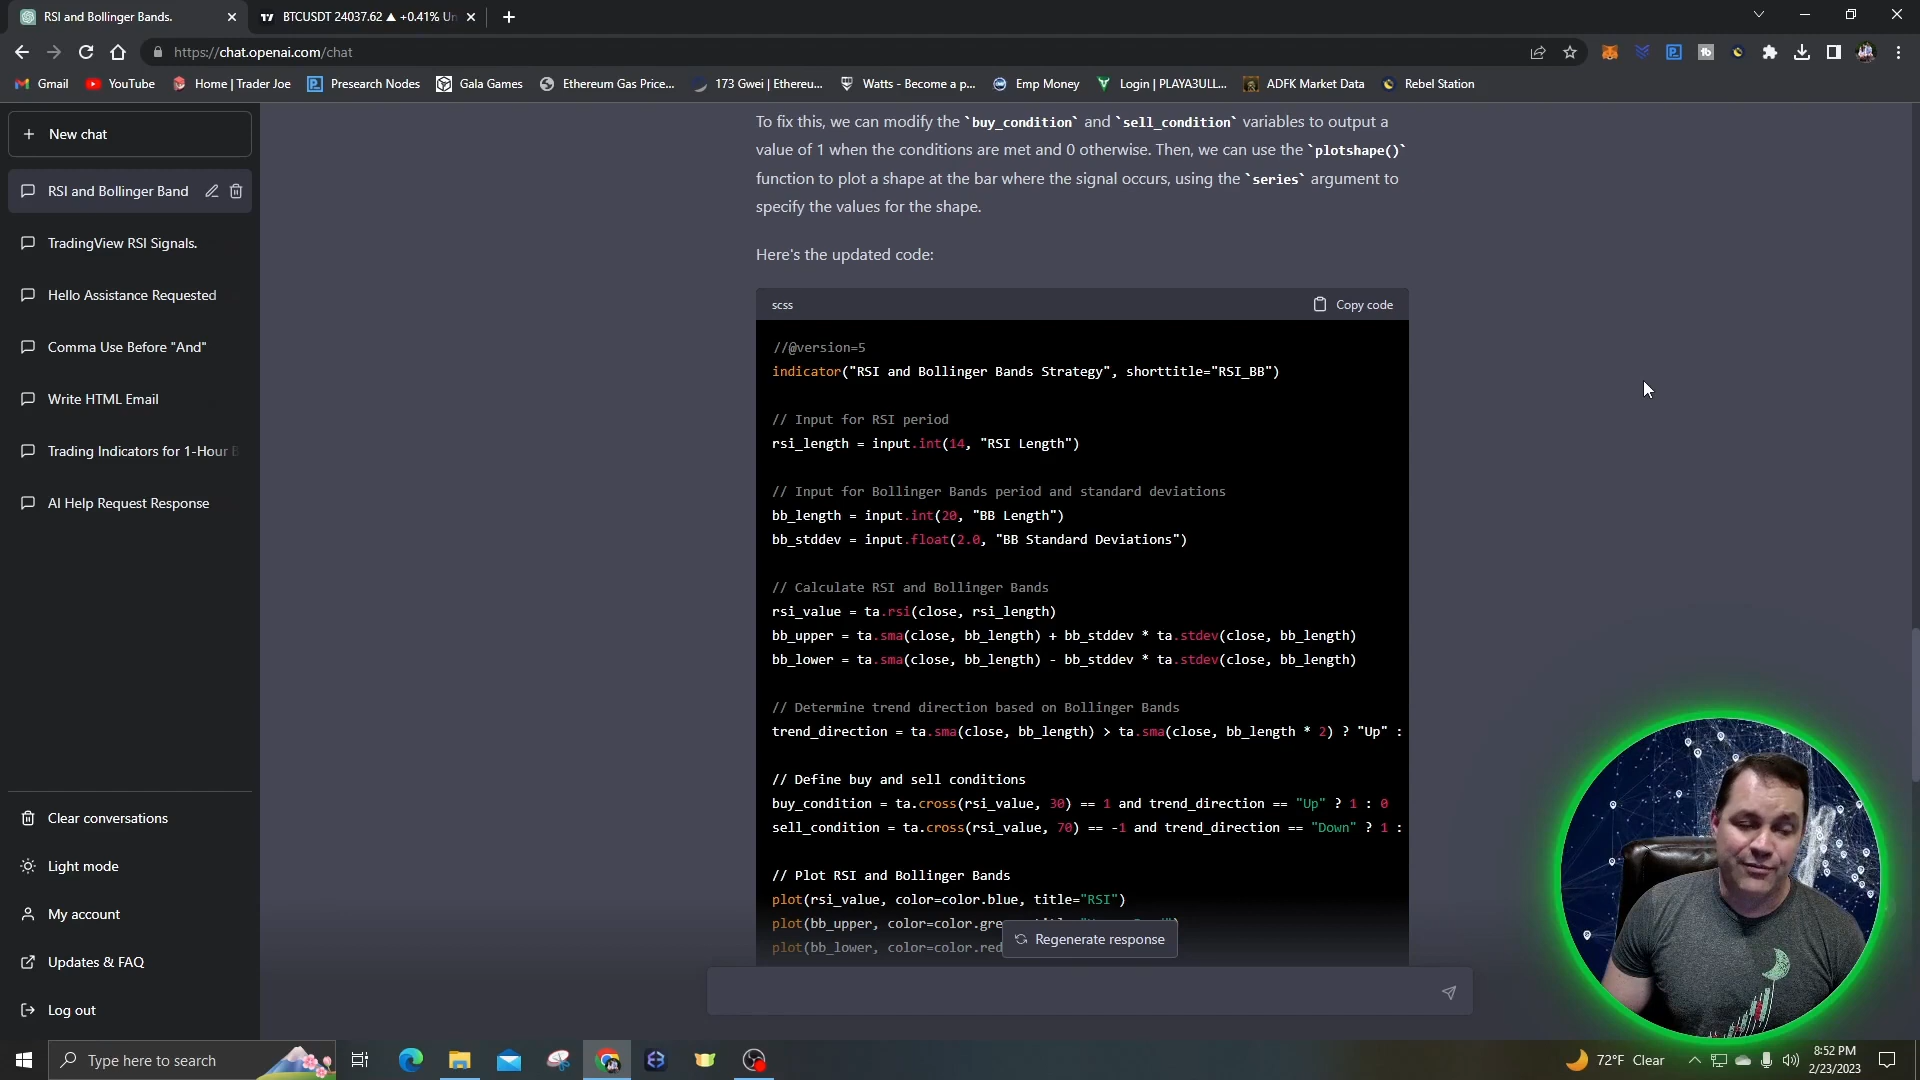 RSI and Bollinger Bands.
BTCUSDT 24037.62 ▲ +0.41% Un
https://chat.openai.com/chat
Gmail
YouTube
Home | Trader Joe
Presearch Nodes
Gala Games
Ethereum Gas Price...
173 Gwei | Ethereu...
Watts - Become a p...
Emp Money
Login | PLAYA3ULL...
ADFK Market Data
Rebel Station
New chat
RSI and Bollinger Band
TradingView RSI Signals.
Hello Assistance Requested
Comma Use Before "And"
Write HTML Email
Trading Indicators for 1-Hour B
AI Help Request Response
Clear conversations
Light mode
My account
Updates & FAQ
Log out
To fix this, we can modify the `buy_condition` and `sell_condition` variables to output a
value of 1 when the conditions are met and 0 otherwise. Then, we can use the `plotshape()`
function to plot a shape at the bar where the signal occurs, using the `series` argument to
specify the values for the shape.
Here's the updated code:
scss
Copy code
//@version=5
indicator("RSI and Bollinger Bands Strategy", shorttitle="RSI_BB")
// Input for RSI period
rsi_length = input.int(14, "RSI Length")
// Input for Bollinger Bands period and standard deviations
bb_length = input.int(20, "BB Length")
bb_stddev = input.float(2.0, "BB Standard Deviations")
// Calculate RSI and Bollinger Bands
rsi_value = ta.rsi(close, rsi_length)
bb_upper = ta.sma(close, bb_length) + bb_stddev * ta.stdev(close, bb_length)
bb_lower = ta.sma(close, bb_length) - bb_stddev * ta.stdev(close, bb_length)
// Determine trend direction based on Bollinger Bands
trend_direction = ta.sma(close, bb_length) > ta.sma(close, bb_length * 2) ? "Up" :
// Define buy and sell conditions
buy_condition = ta.cross(rsi_value, 30) == 1 and trend_direction == "Up" ? 1 : 0
sell_condition = ta.cross(rsi_value, 70) == -1 and trend_direction == "Down" ? 1 :
// Plot RSI and Bollinger Bands
plot(rsi_value, color=color.blue, title="RSI")
plot(bb_upper, color=color.gre
plot(bb_lower, color=color.red
Regenerate response
Type here to search
72°F Clear
8:52 PM
2/23/2023